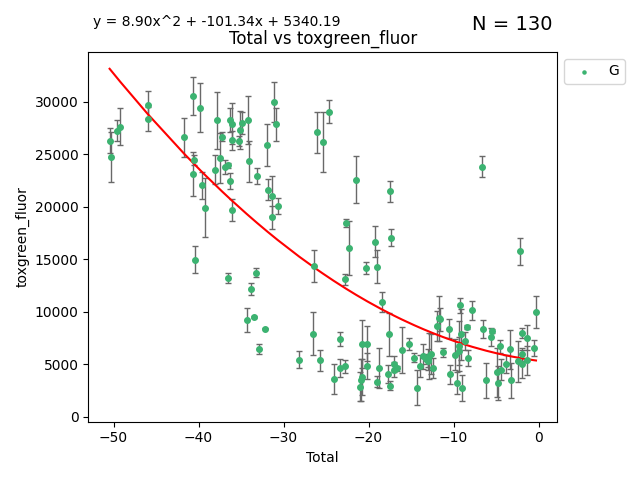 y = 8.90x^2 + -101.34x + 5340.19
N = 130
Total vs toxgreen_fluor
G
toxgreen_fluor
30000
25000
20000
15000
10000
5000
0
−50
−40
−30
−20
−10
0
Total